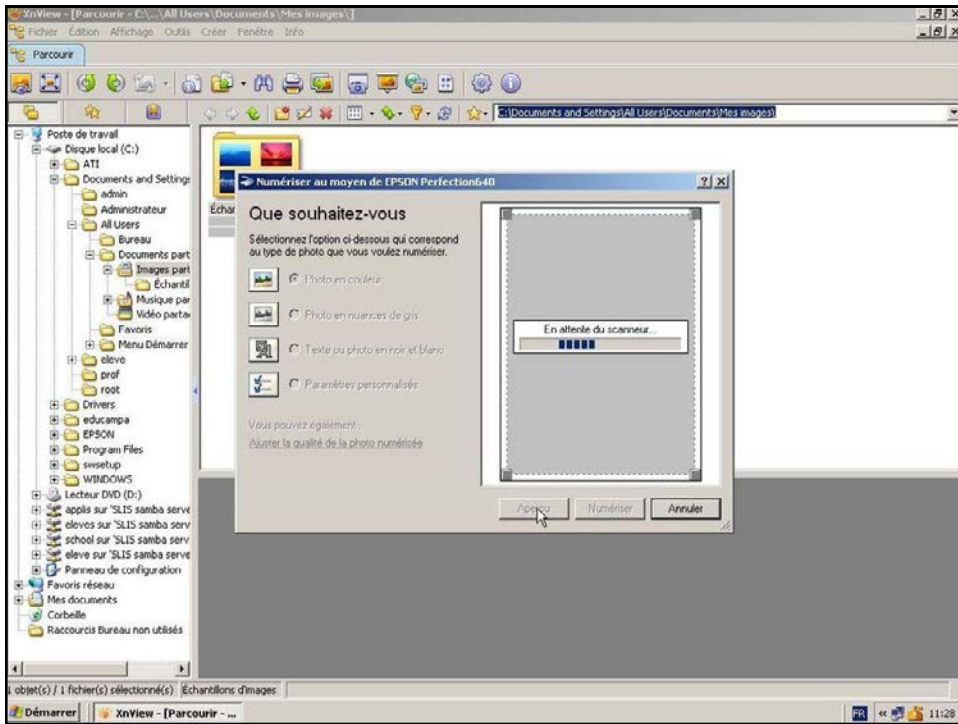 XnView - [Parcourir - C:\...\All Users\Documents\Mes images\]
Fichier Édition Affichage Outils Créer Fenêtre Info
Parcourir
C:\Documents and Settings\All Users\Documents\Mes images\
Poste de travail
Disque local (C:)
ATI
Documents and Settings
admin
Administrateur
All Users
Bureau
Documents part
Images part
Échantil
Musique par
Vidéo parta
Favoris
Menu Démarrer
eleve
prof
root
Drivers
educampa
EPSON
Program Files
swsetup
WINDOWS
Lecteur DVD (D:)
applis sur 'SLIS samba serve
eleves sur 'SLIS samba serv
school sur 'SLIS samba serv
eleve sur 'SLIS samba serve
Panneau de configuration
Favoris réseau
Mes documents
Corbeille
Raccourcis Bureau non utilisés
Échar
Numériser au moyen de EPSON Perfection640
Que souhaitez-vous
Sélectionnez l'option ci-dessous qui correspond
au type de photo que vous voulez numériser.
Photo en couleur
Photo en nuances de gris
Texte ou photo en noir et blanc
Paramètres personnalisés
Vous pouvez également :
Ajuster la qualité de la photo numérisée
En attente du scanneur...
Aperçu Numériser Annuler
1 objet(s) / 1 fichier(s) sélectionné(s) Échantillons d'images
Démarrer XnView - [Parcourir - ... FR « 11:28